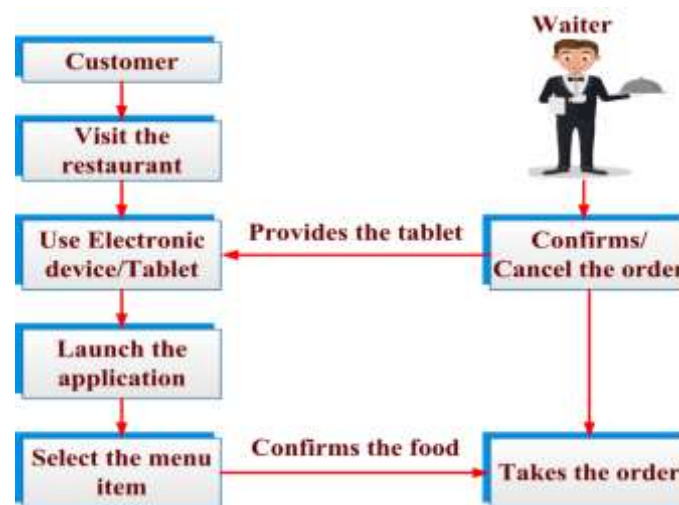 Waiter
Customer
Visit the
restaurant
Provides the tablet
Use Electronic
device/Tablet
Confirms/
Cancel the order
Launch the
application
Confirms the food
Select the menu
item
Takes the order